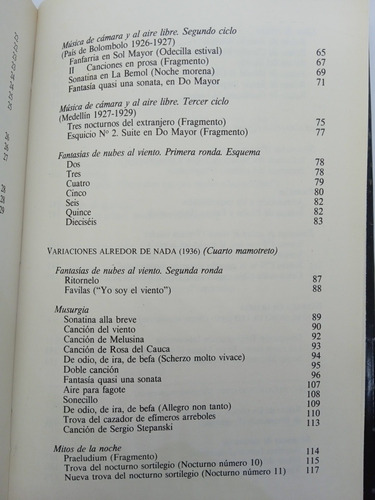 Música de cámara y al aire libre. Segundo ciclo
(País de Bolombolo 1926-1927)
Fanfarria en Sol Mayor (Odecilla estival) 65
II Canciones en prosa (Fragmento) 67
Sonatina en La Bemol (Noche morena) 69
Fantasía quasi una sonata, en Do Mayor 71
Música de cámara y al aire libre. Tercer ciclo
(Medellín 1927-1929)
Tres nocturnos del extranjero (Fragmento) 75
Esquicio Nº 2. Suite en Do Mayor (Fragmento) 77
Fantasías de nubes al viento. Primera ronda. Esquema
Dos 78
Tres 78
Cuatro 79
Cinco 80
Seis 82
Quince 82
Dieciséis 83
VARIACIONES ALREDOR DE NADA (1936) (Cuarto mamotreto)
Fantasías de nubes al viento. Segunda ronda
Ritornelo 87
Favilas ("Yo soy el viento") 88
Musurgia
Sonatina alla breve 89
Canción del viento 90
Canción de Melusina 92
Canción de Rosa del Cauca 93
De odio, de ira, de befa (Scherzo molto vivace) 94
Doble canción 95
Fantasía quasi una sonata 96
Aire para fagote 107
Sonecillo 108
De odio, de ira, de befa (Allegro non tanto) 109
Trova del cazador de efímeros arreboles 110
Canción de Sergio Stepanski 113
Mitos de la noche
Praeludium (Fragmento) 114
Trova del nocturno sortilegio (Nocturno número 10) 115
Nueva trova del nocturno sortilegio (Nocturno número 11) 117